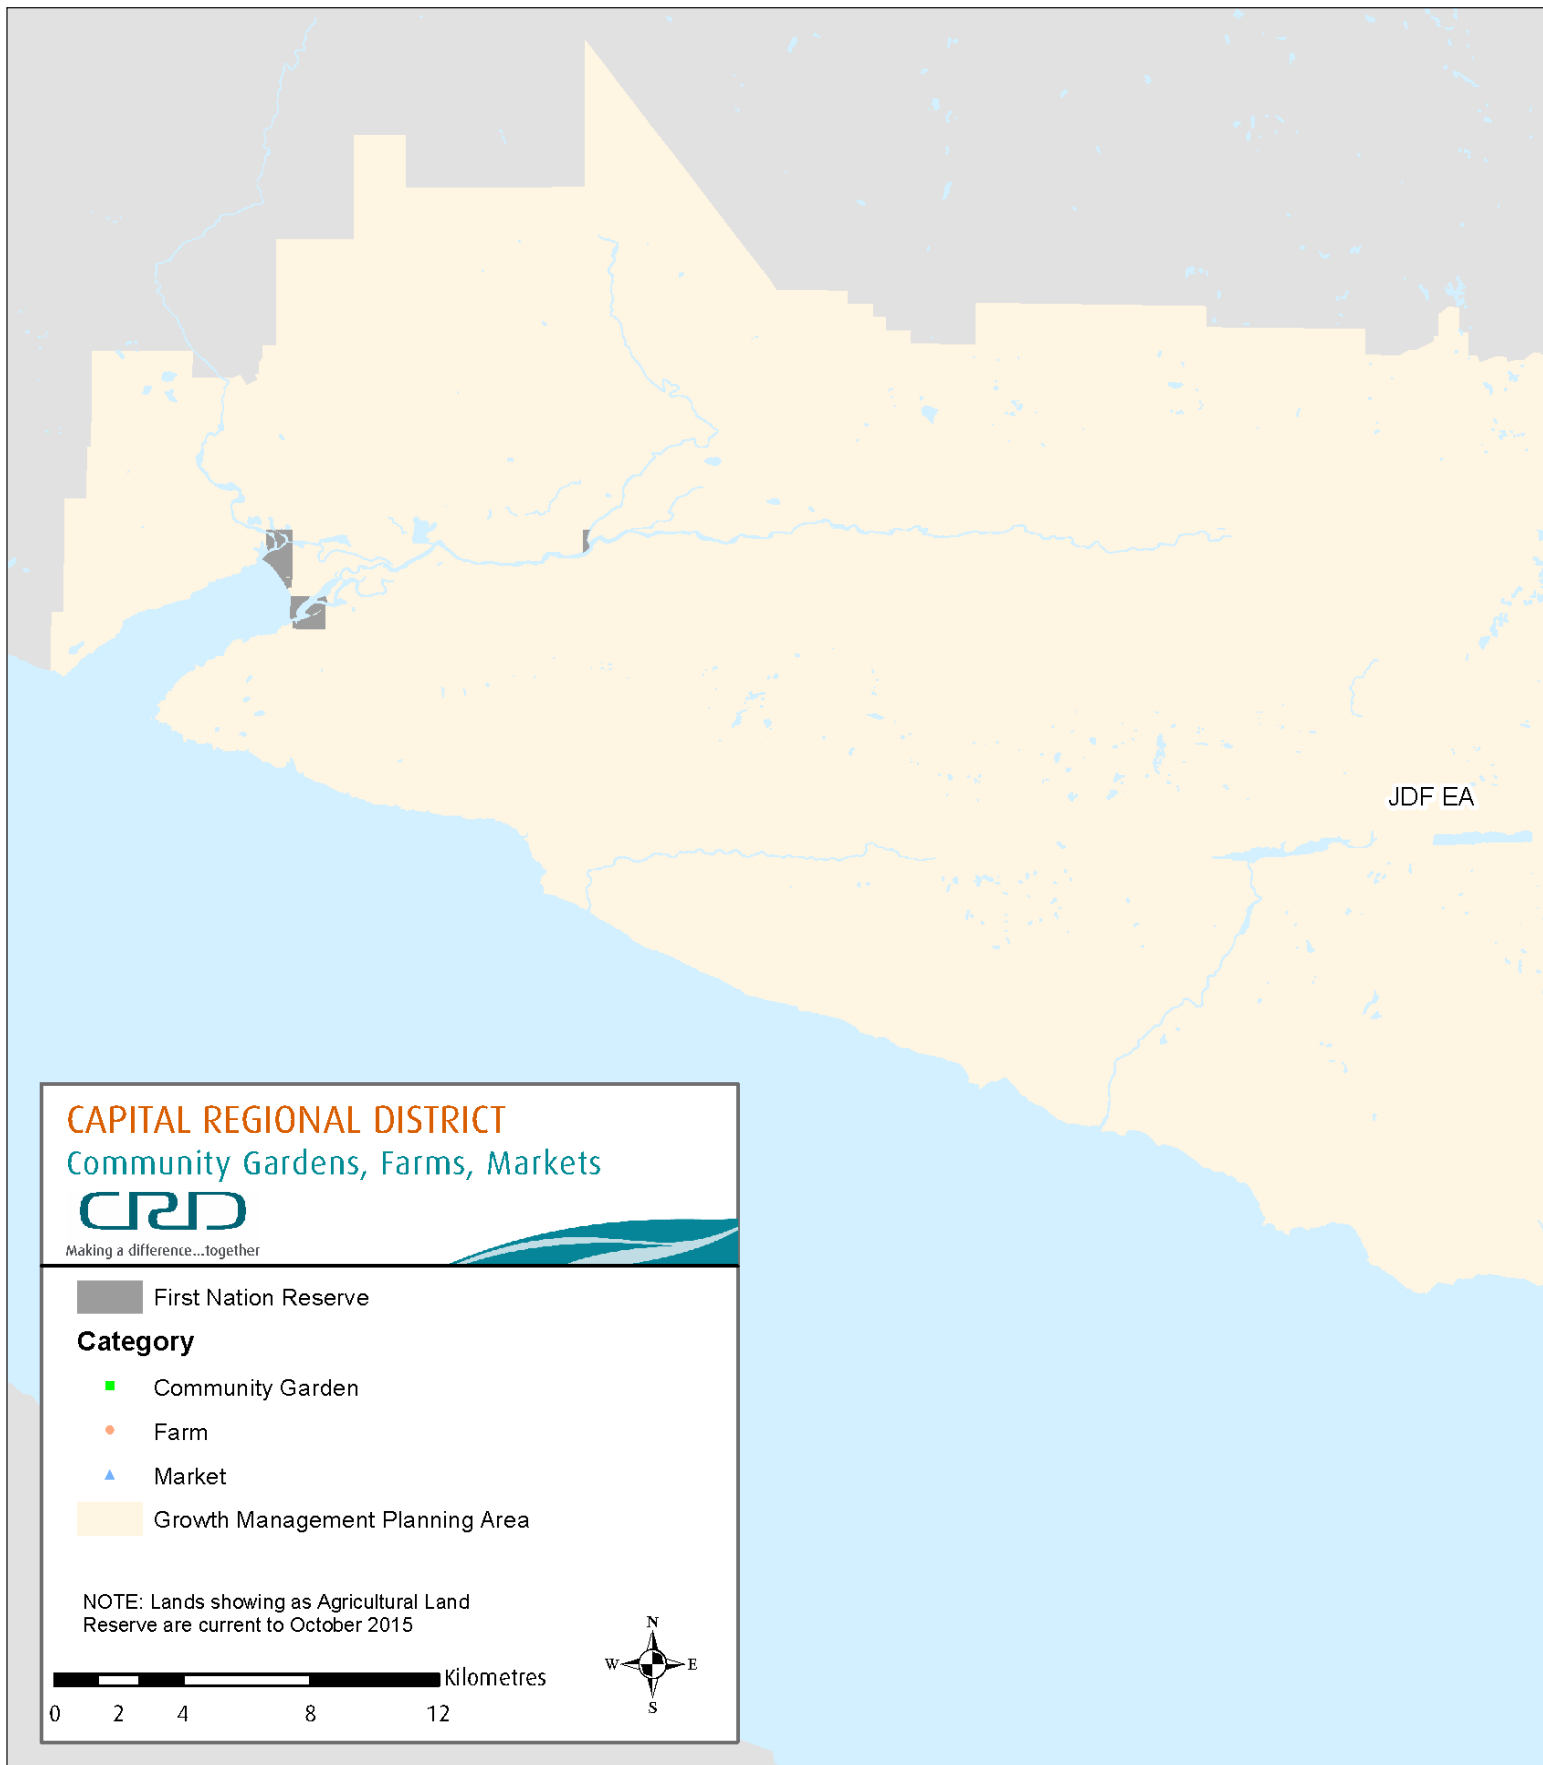 JDF EA
CAPITAL REGIONAL DISTRICT
Community Gardens, Farms, Markets
CRD
Making a difference...together
First Nation Reserve
Category
Community Garden
Farm
Market
Growth Management Planning Area
NOTE: Lands showing as Agricultural Land
Reserve are current to October 2015
N
W E
S
Kilometres
0 2 4 8 12